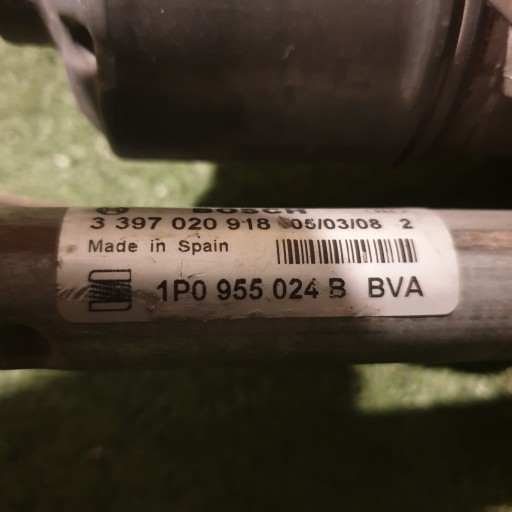 BOSCH
3 397 020 918 05/03/08 2
Made in Spain
1P0 955 024 B BVA